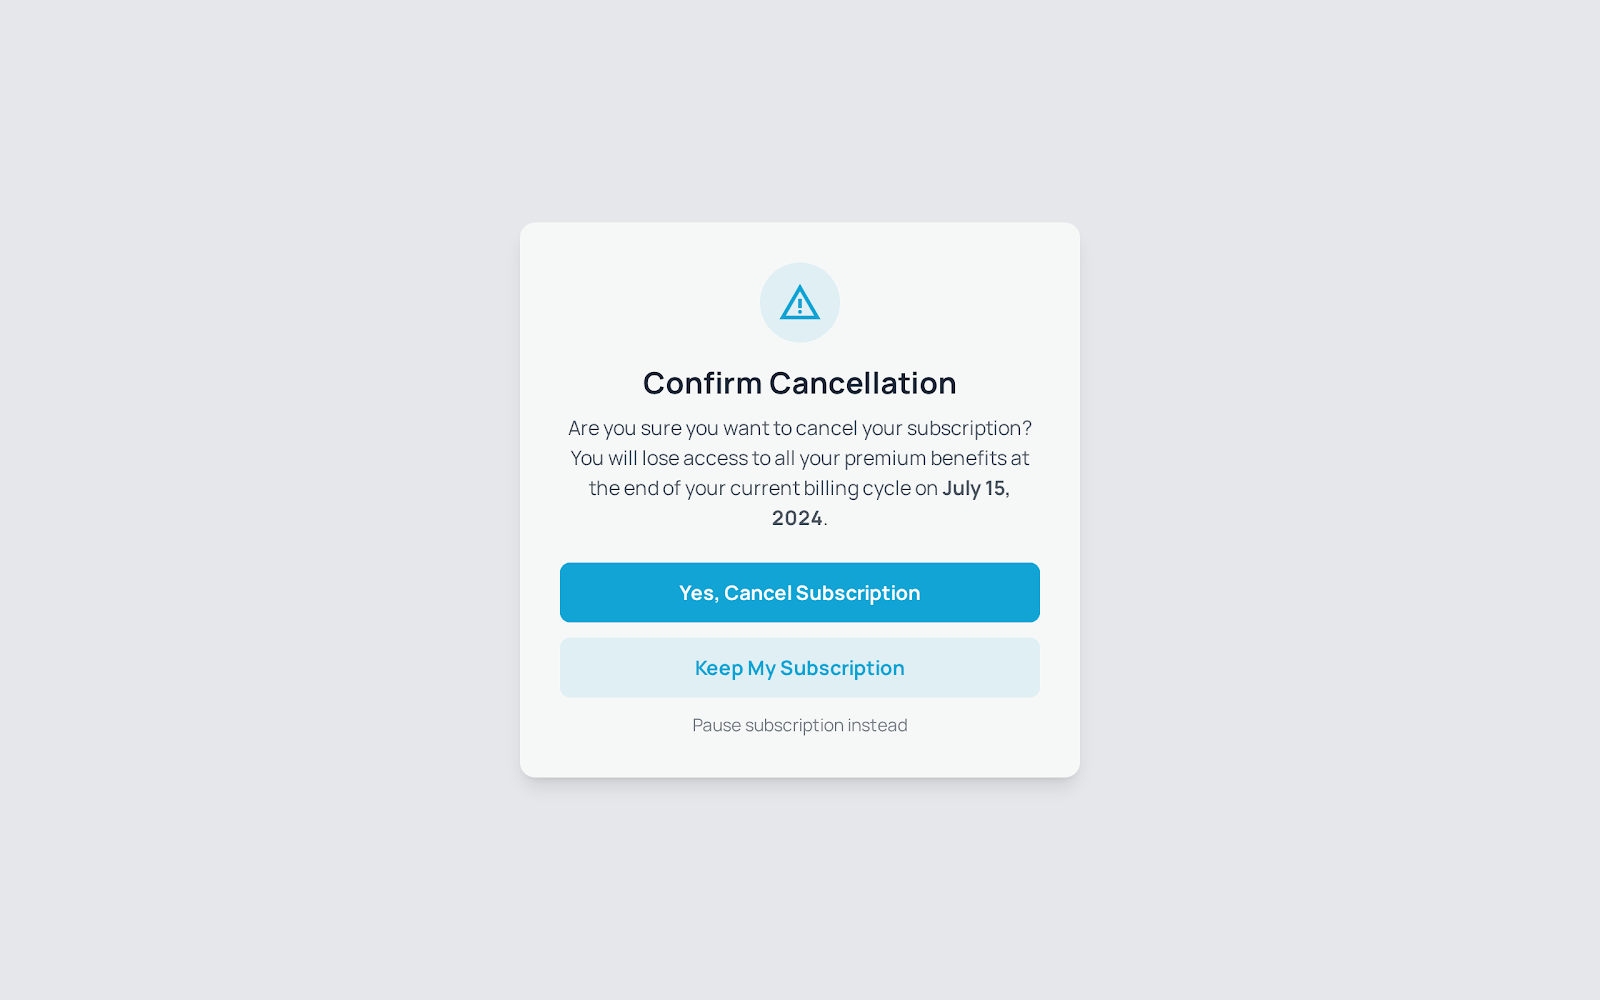 Confirm Cancellation
Are you sure you want to cancel your subscription?
You will lose access to all your premium benefits at
the end of your current billing cycle on July 15,
2024.
Yes, Cancel Subscription
Keep My Subscription
Pause subscription instead